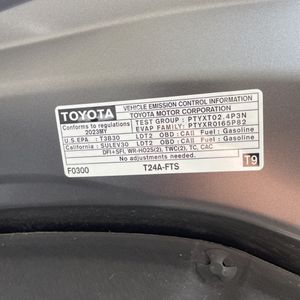 TOYOTA
VEHICLE EMISSION CONTROL INFORMATION
TOYOTA MOTOR CORPORATION
Conforms to regulations
2023MY
TEST GROUP: PTYXT02.4P3N
EVAP FAMILY: PTYXR0165P82
U.S.EPA : T3B30 LDT2 OBD:CAⅡ Fuel: Gasoline
California : SULEV30 LDT2 OBD:CAⅡ Fuel: Gasoline
DFI+SFI, WR-HO2S(2), TWC(2), TC, CAC
No adjustments needed.
F0300 T24A-FTS T9